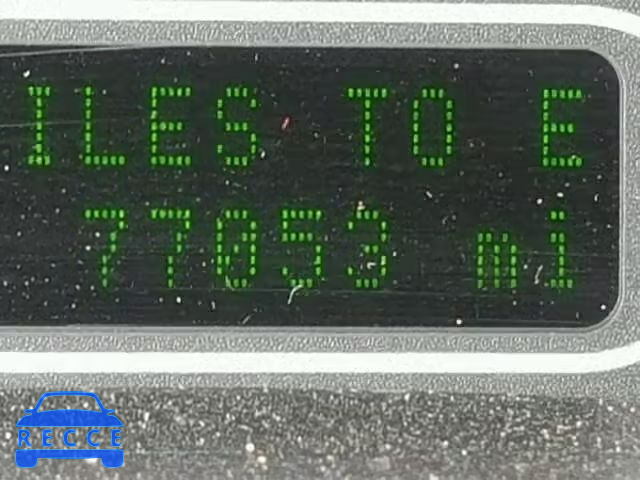 ILES TO E
77053 mi
RECCE